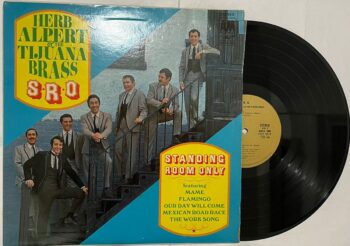 HERB
ALPERT
& THE
TIJUANA
BRASS
S·R·O
STANDING
ROOM ONLY
featuring
MAME
FLAMINGO
OUR DAY WILL COME
MEXICAN ROAD RACE
THE WORK SONG